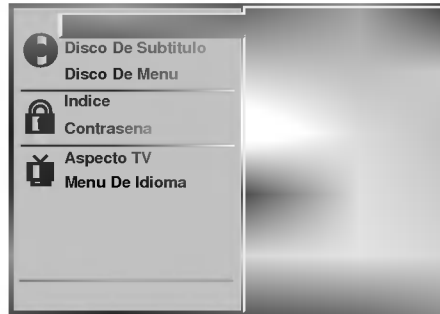 Disco De Subtitulo
Disco De Menu
Indice
Contrasena
Aspecto TV
Menu De Idioma